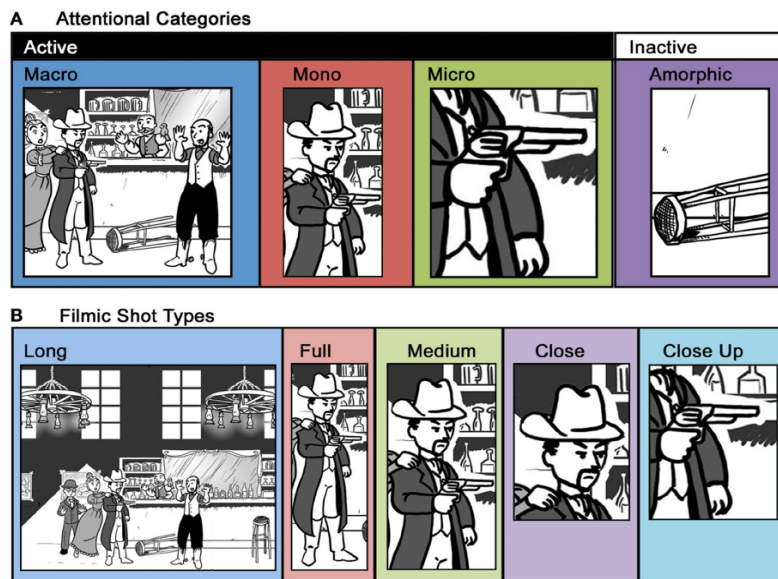 A Attentional Categories
Active Inactive
Macro Mono Micro Amorphic
B Filmic Shot Types
Long Full Medium Close Close Up